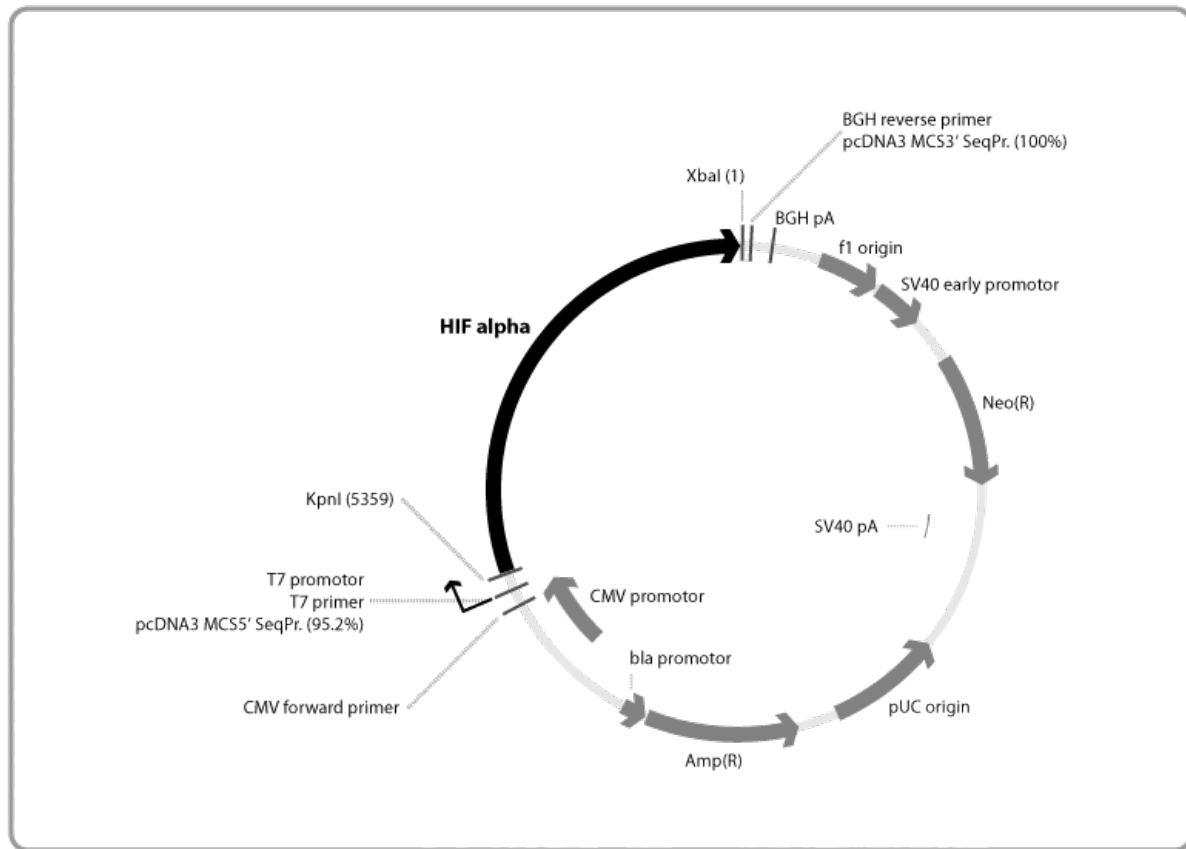 BGH reverse primer
pcDNA3 MCS3' SeqPr. (100%)
XbaI (1)
BGH pA
f1 origin
SV40 early promotor
HIF alpha
Neo(R)
KpnI (5359)
SV40 pA
T7 promotor
T7 primer
pcDNA3 MCS5' SeqPr. (95.2%)
CMV promotor
bla promotor
CMV forward primer
pUC origin
Amp(R)